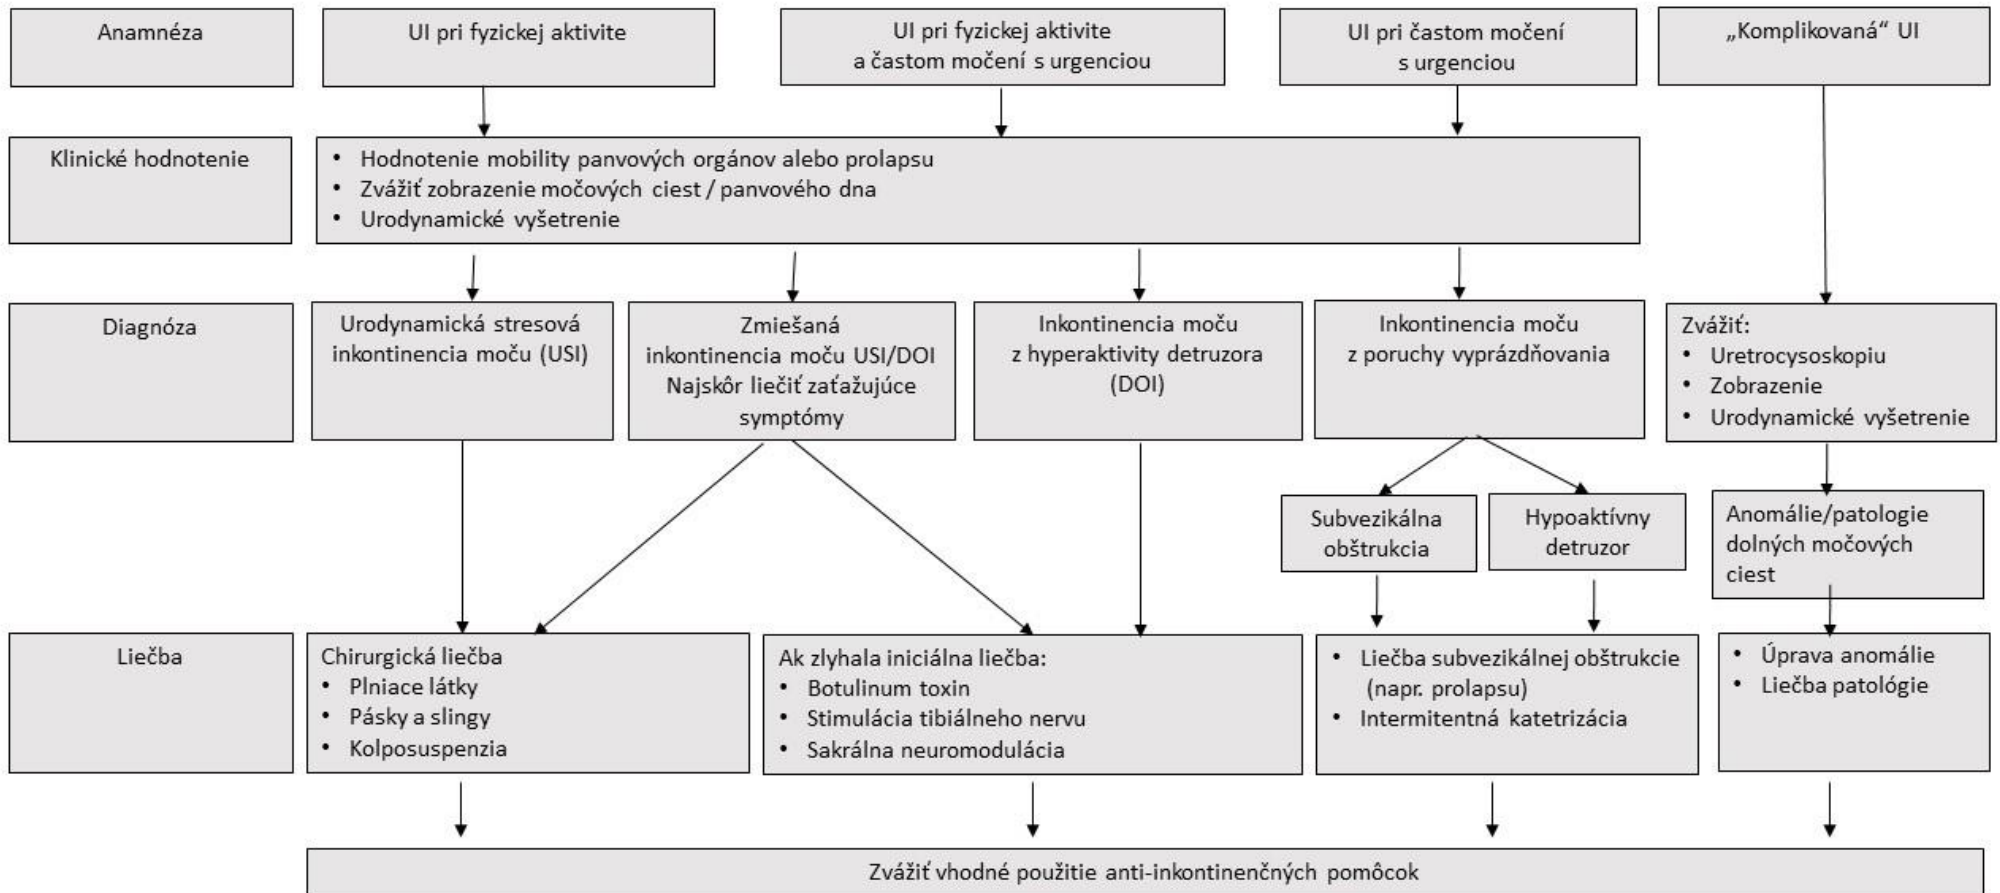 Anamnéza
UI pri fyzickej aktivite
UI pri fyzickej aktivite
a častom močení s urgenciou
UI pri častom močení
s urgenciou
„Komplikovaná“ UI
Klinické hodnotenie
• Hodnotenie mobility panvových orgánov alebo prolapsu
• Zvážiť zobrazenie močových ciest / panvového dna
• Urodynamické vyšetrenie
Diagnóza
Urodynamická stresová
inkontinencia moču (USI)
Zmiešaná
inkontinencia moču USI/DOI
Najskôr liečiť zaťažujúce
symptómy
Inkontinencia moču
z hyperaktivity detruzora
(DOI)
Inkontinencia moču
z poruchy vyprázdňovania
Zvážiť:
• Uretrocysoskopiu
• Zobrazenie
• Urodynamické vyšetrenie
Subvezikálna
obštrukcia
Hypoaktívny
detruzor
Anomálie/patologie
dolných močových
ciest
Liečba
Chirurgická liečba
• Plniace látky
• Pásky a slingy
• Kolposuspenzia
Ak zlyhala iniciálna liečba:
• Botulinum toxin
• Stimulácia tibiálneho nervu
• Sakrálna neuromodulácia
• Liečba subvezikálnej obštrukcie
(napr. prolapsu)
• Intermitentná katetrizácia
• Úprava anomálie
• Liečba patológie
Zvážiť vhodné použitie anti-inkontinenčných pomôcok